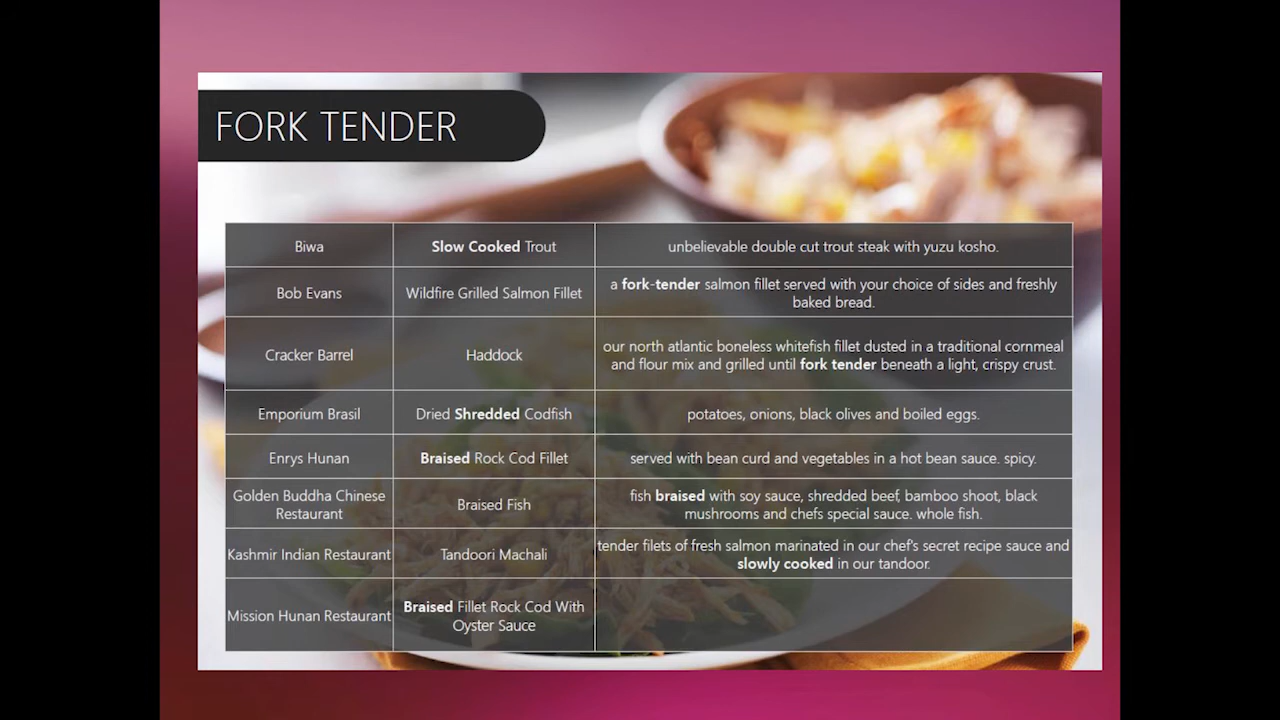 FORK TENDER
Biwa
Slow Cooked Trout
unbelievable double cut trout steak with yuzu kosho.
Bob Evans
Wildfire Grilled Salmon Fillet
a fork-tender salmon fillet served with your choice of sides and freshly
baked bread.
Cracker Barrel
Haddock
our north atlantic boneless whitefish fillet dusted in a traditional cornmeal
and flour mix and grilled until fork tender beneath a light, crispy crust.
Emporium Brasil
Dried Shredded Codfish
potatoes, onions, black olives and boiled eggs.
Enrys Hunan
Braised Rock Cod Fillet
served with bean curd and vegetables in a hot bean sauce. spicy.
Golden Buddha Chinese
Restaurant
Braised Fish
fish braised with soy sauce, shredded beef, bamboo shoot, black
mushrooms and chefs special sauce. whole fish.
Kashmir Indian Restaurant
Tandoori Machali
tender filets of fresh salmon marinated in our chef's secret recipe sauce and
slowly cooked in our tandoor.
Mission Hunan Restaurant
Braised Fillet Rock Cod With
Oyster Sauce